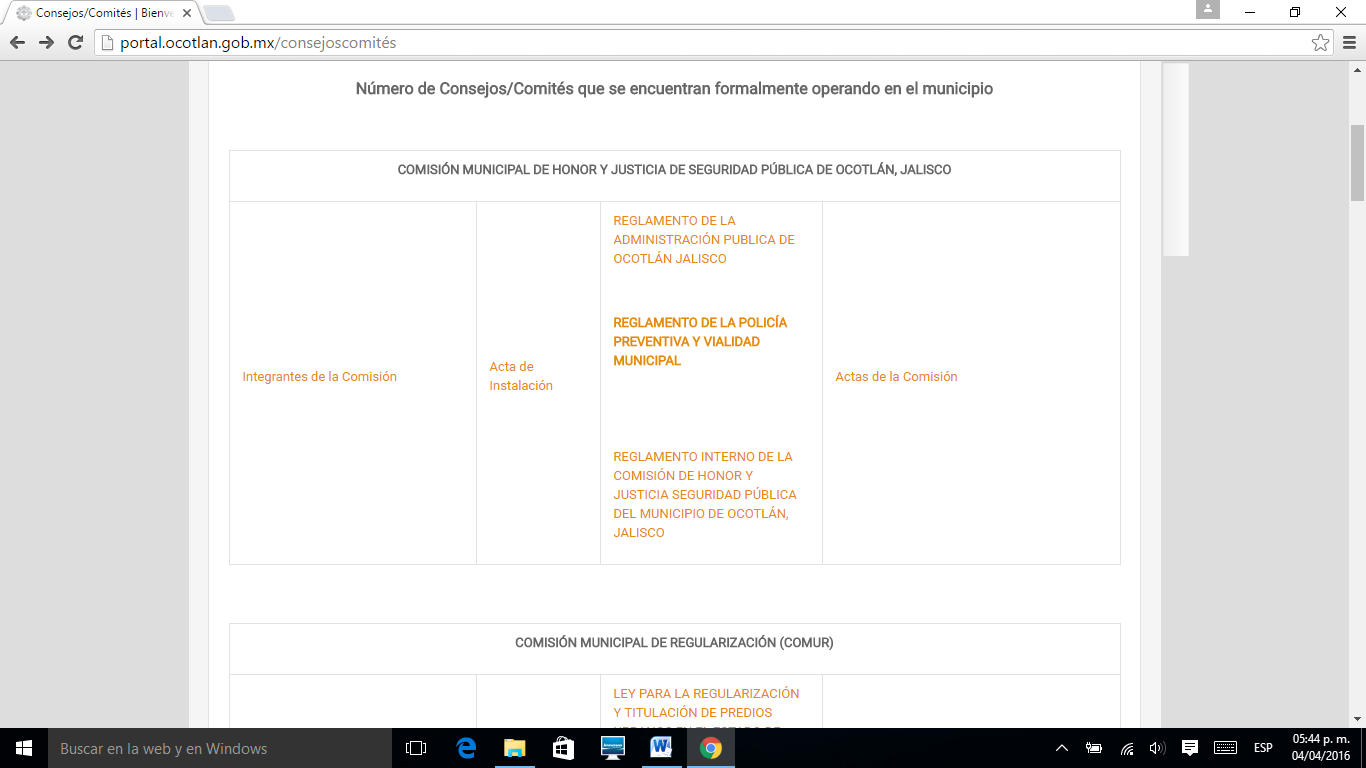 Consejos/Comités | Bienve
portal.ocotlan.gob.mx/consejoscomités
Número de Consejos/Comités que se encuentran formalmente operando en el municipio
COMISIÓN MUNICIPAL DE HONOR Y JUSTICIA DE SEGURIDAD PÚBLICA DE OCOTLÁN, JALISCO
Integrantes de la Comisión
Acta de
Instalación
REGLAMENTO DE LA
ADMINISTRACIÓN PUBLICA DE
OCOTLÁN JALISCO
REGLAMENTO DE LA POLICÍA
PREVENTIVA Y VIALIDAD
MUNICIPAL
REGLAMENTO INTERNO DE LA
COMISIÓN DE HONOR Y
JUSTICIA SEGURIDAD PÚBLICA
DEL MUNICIPIO DE OCOTLÁN,
JALISCO
Actas de la Comisión
COMISIÓN MUNICIPAL DE REGULARIZACIÓN (COMUR)
LEY PARA LA REGULARIZACIÓN
Y TITULACIÓN DE PREDIOS
Buscar en la web y en Windows
ESP
05:44 p. m.
04/04/2016